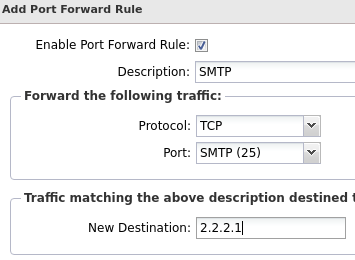 Add Port Forward Rule
Enable Port Forward Rule:
Description: SMTP
Forward the following traffic:
Protocol: TCP
Port: SMTP (25)
Traffic matching the above description destined
New Destination: 2.2.2.1